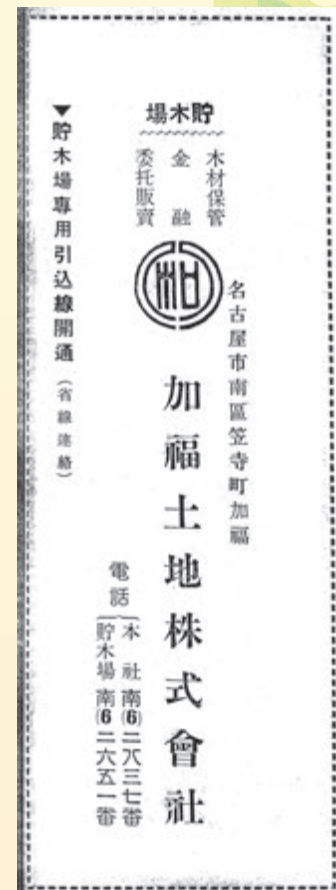 貯木場
木材保管
金融
委托販賣
名古屋市南區笠寺町加福
加福土地株式會社
電話
本社 南(6)二八三七番
貯木場 南(6)二六五一番
▼貯木場專用引込線開通(省線連絡)